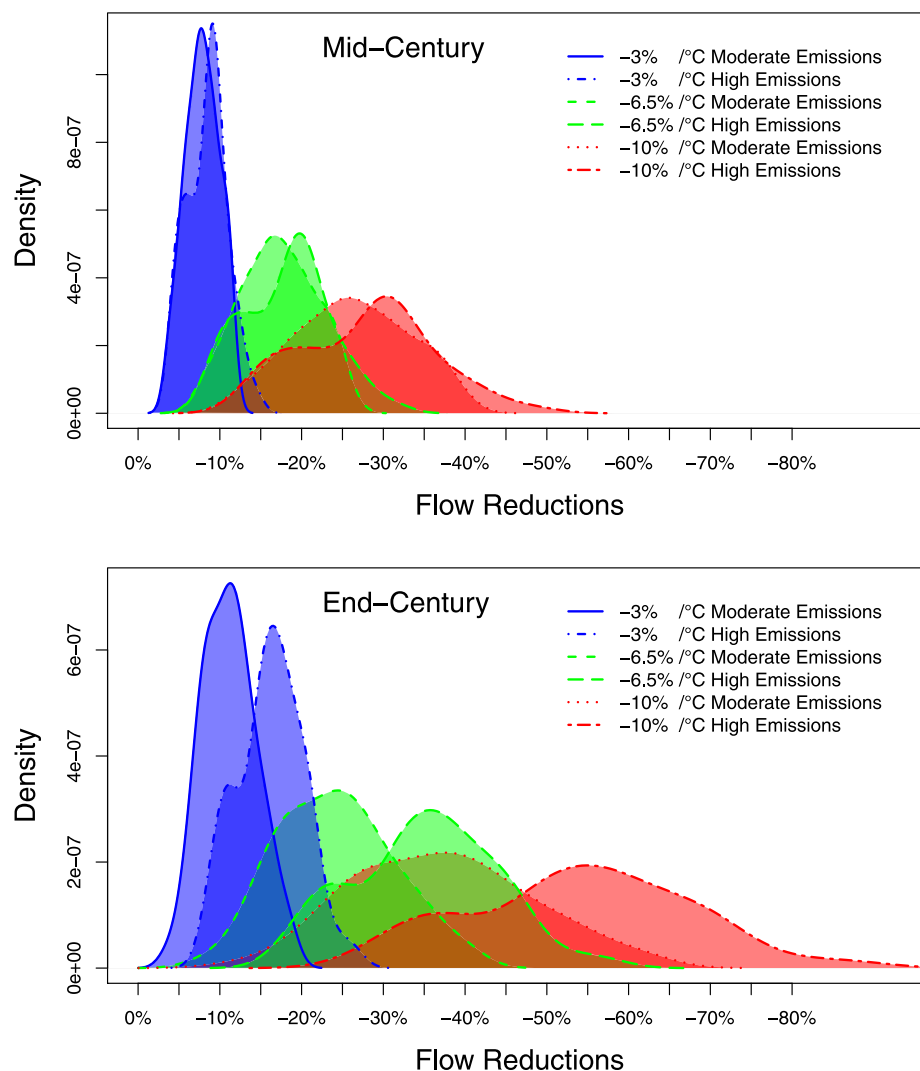 Mid−Century
−3% /°C Moderate Emissions
−3% /°C High Emissions
−6.5% /°C Moderate Emissions
−6.5% /°C High Emissions
−10% /°C Moderate Emissions
−10% /°C High Emissions
Density
8e−07
4e−07
0e+00
0% −10% −20% −30% −40% −50% −60% −70% −80%
Flow Reductions
End−Century
−3% /°C Moderate Emissions
−3% /°C High Emissions
−6.5% /°C Moderate Emissions
−6.5% /°C High Emissions
−10% /°C Moderate Emissions
−10% /°C High Emissions
Density
6e−07
4e−07
2e−07
0e+00
0% −10% −20% −30% −40% −50% −60% −70% −80%
Flow Reductions